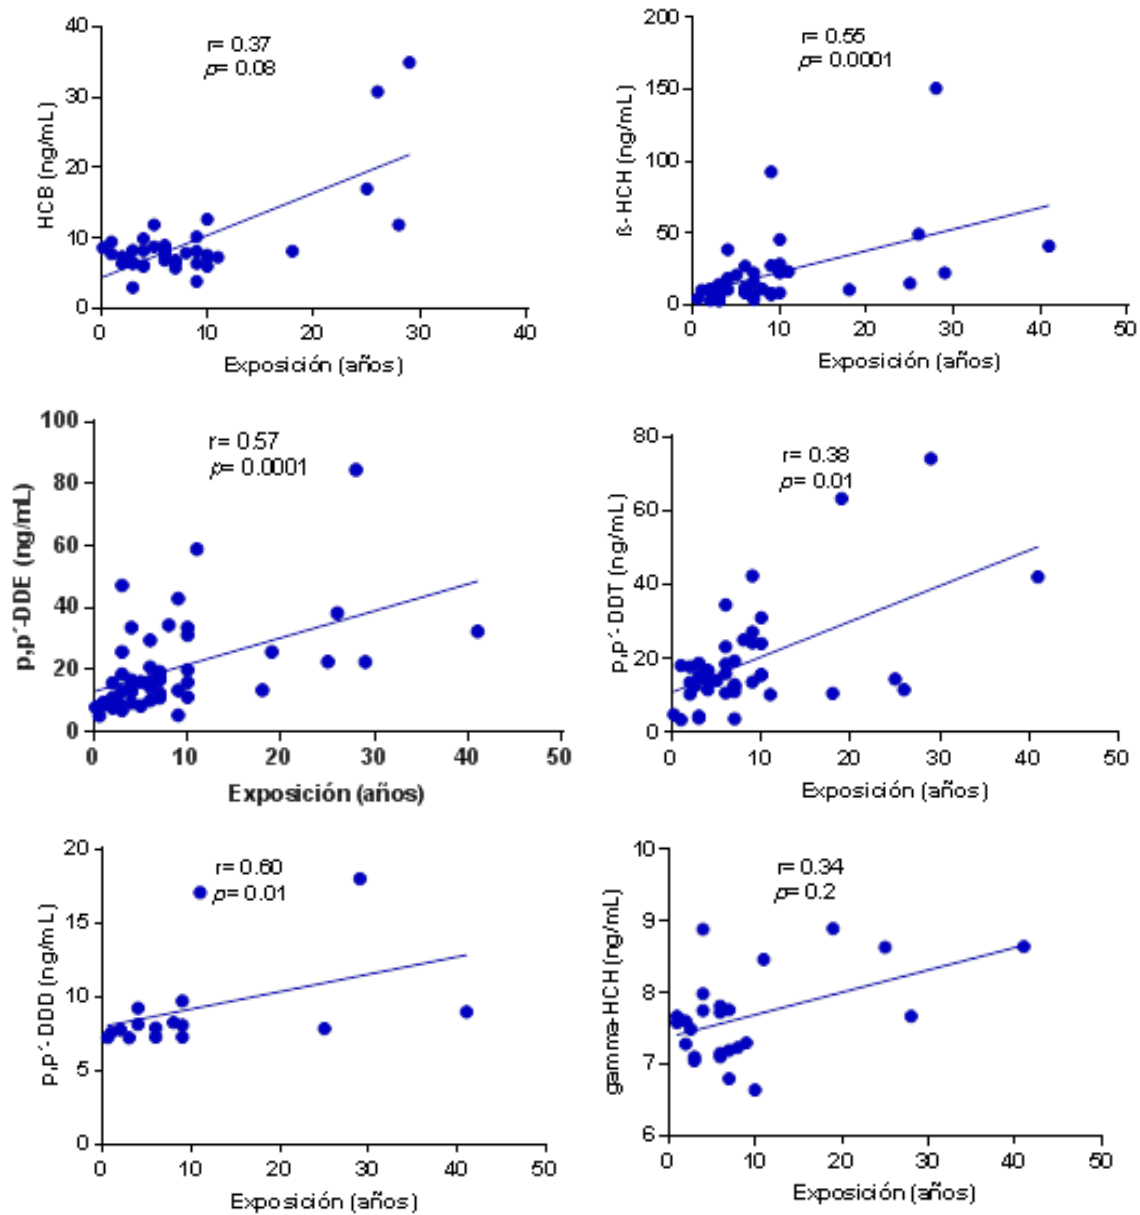 40
30
20
10
0
HCB (ng/mL)
r= 0.37
p= 0.08
0 10 20 30 40
Exposición (años)
200
150
100
50
0
ß- HCH (ng/mL)
r= 0.55
p= 0.0001
0 10 20 30 40 50
Exposición (años)
100
80
60
40
20
0
p,p´-DDE (ng/mL)
r= 0.57
p= 0.0001
0 10 20 30 40 50
Exposición (años)
80
60
40
20
0
p,p´- DDT (ng/mL)
r= 0.38
p= 0.01
0 10 20 30 40 50
Exposición (años)
20
15
10
5
0
p,p´- DDD (ng/mL)
r= 0.60
p= 0.01
0 10 20 30 40 50
Exposición (años)
10
9
8
7
6
gamma-HCH (ng/mL)
r= 0.34
p= 0.2
0 10 20 30 40 50
Exposición (años)